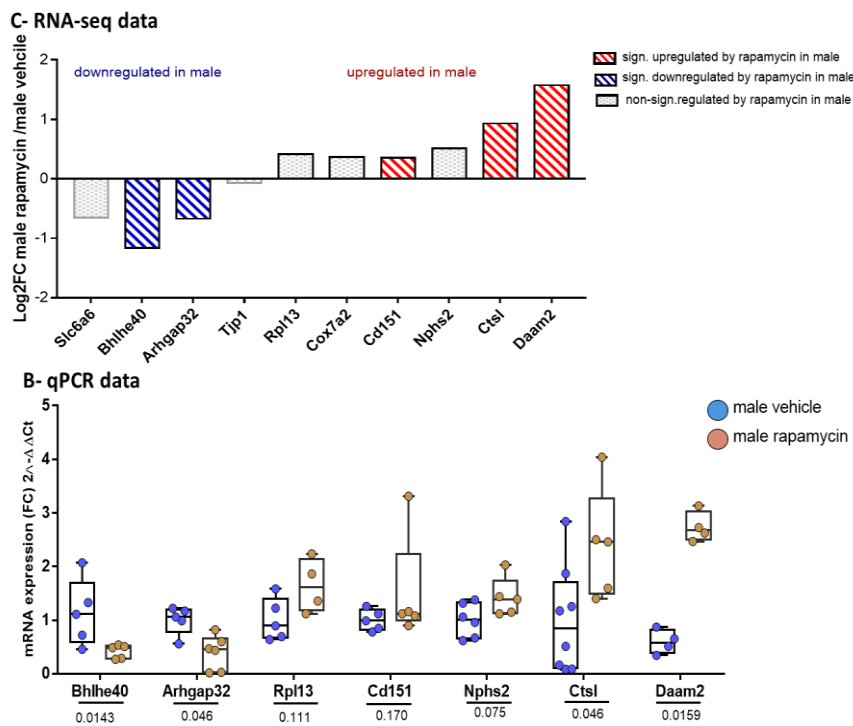 C- RNA-seq data
Log2FC male rapamycin /male vehcile
2
1
0
-1
-2
downregulated in male
upregulated in male
sign. upregulated by rapamycin in male
sign. downregulated by rapamycin in male
non-sign.regulated by rapamycin in male
Slc6a6
Bhlhe40
Arhgap32
Tjp1
Rpl13
Cox7a2
Cd151
Nphs2
Ctsl
Daam2
B- qPCR data
mRNA expression (FC) 2/\-ΔΔCt
5
4
3
2
1
0
male vehicle
male rapamycin
Bhlhe40 Arhgap32 Rpl13 Cd151 Nphs2 Ctsl Daam2
0.0143 0.046 0.111 0.170 0.075 0.046 0.0159